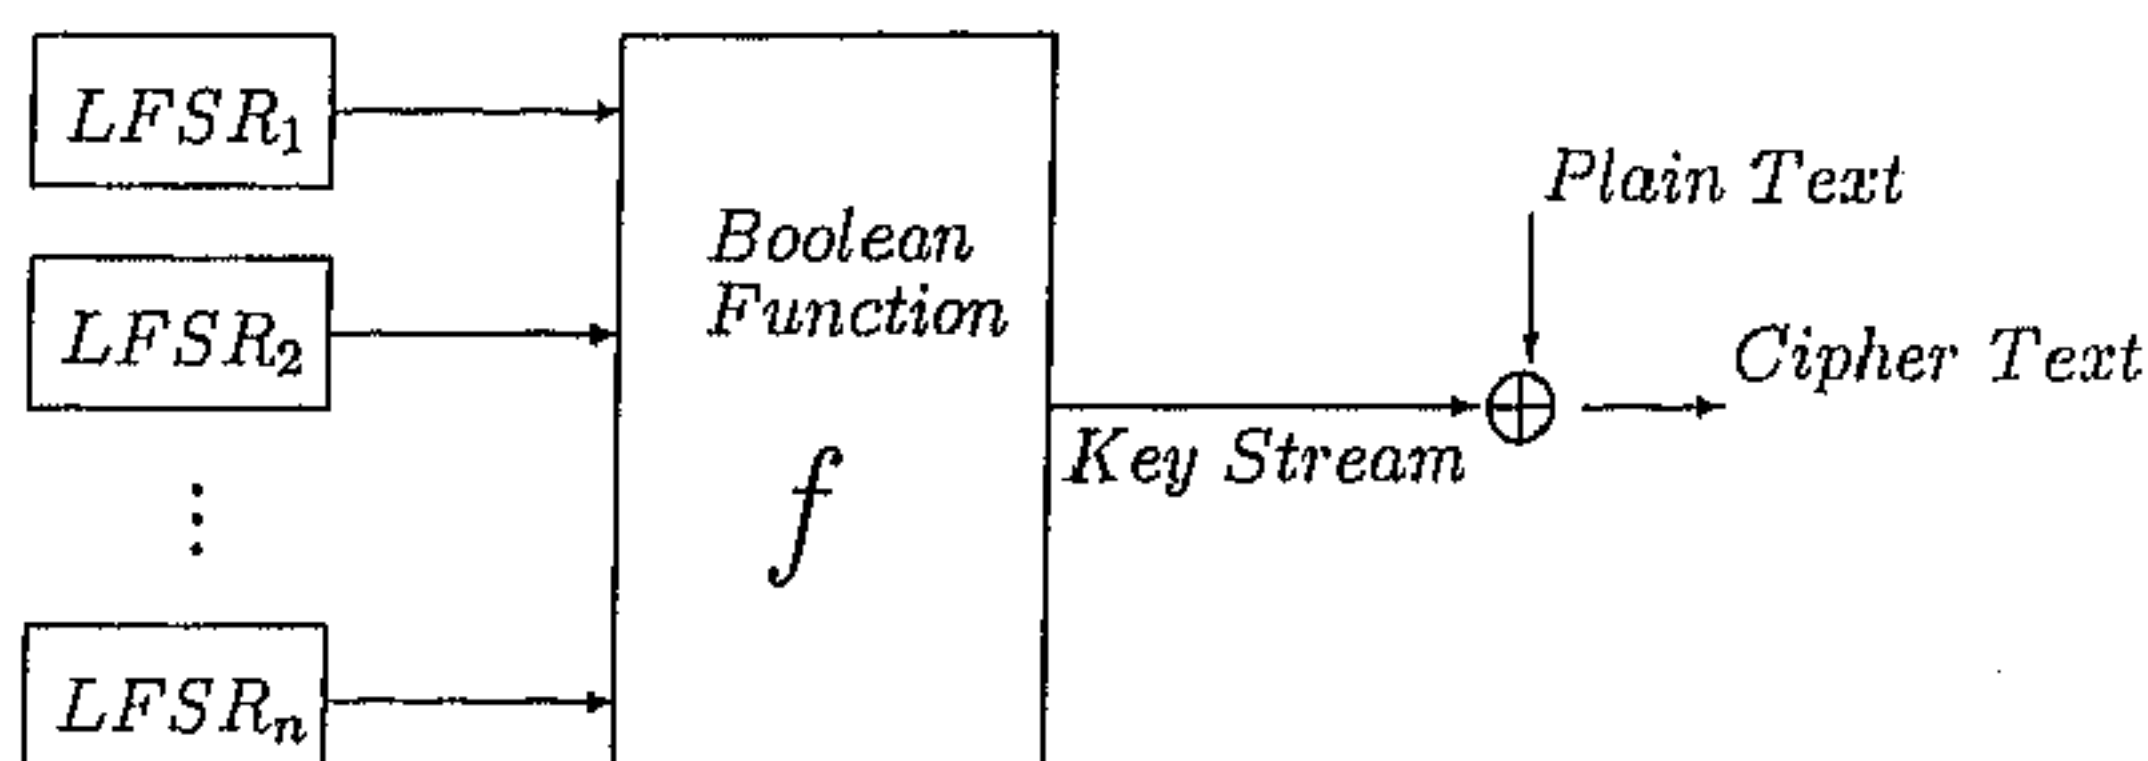 LFSR₁
LFSR₂
⋮
LFSRₙ
Boolean
Function
f
Key Stream
Plain Text
⊕
Cipher Text